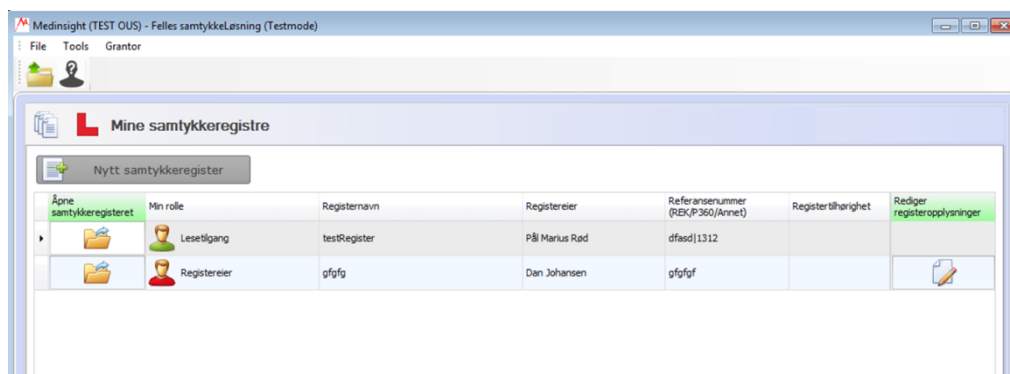 Medinsight (TEST OUS) - Felles samtykkeLøsning (Testmode)
File Tools Grantor
Mine samtykkeregistre
Nytt samtykkeregister
Åpne samtykkeregisteret Min rolle Registernavn Registereier Referansenummer (REK/P360/Annet) Registertilhørighet Rediger registeropplysninger
Lesetilgang testRegister Pål Marius Rød dfasd|1312
Registereier gfgfg Dan Johansen gfgfgf